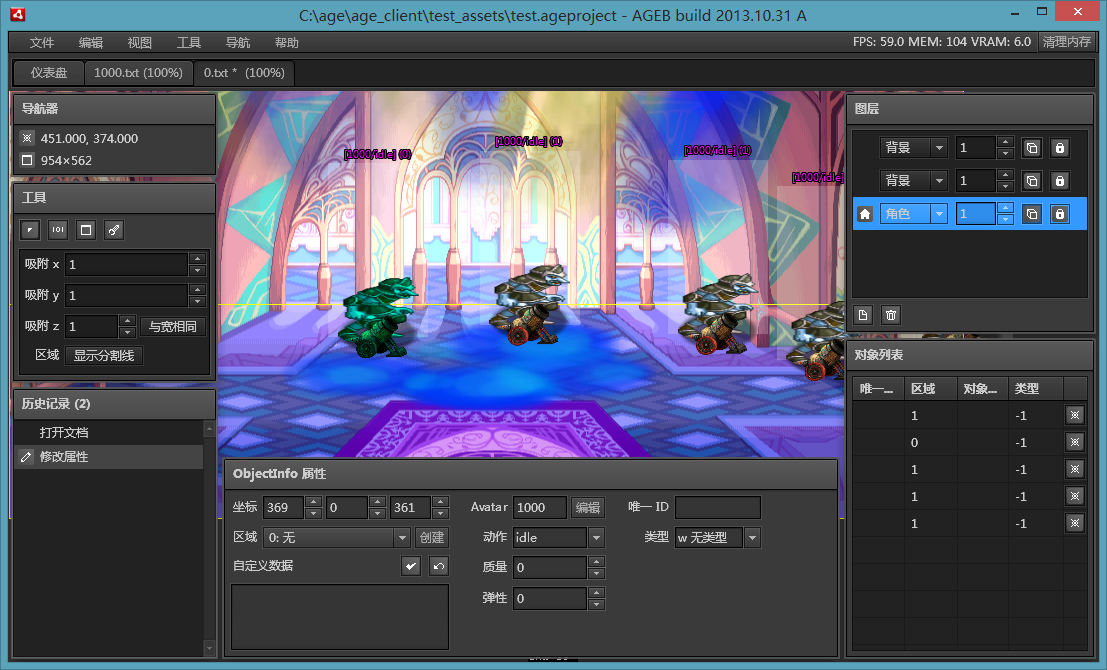 C:\age\age_client\test_assets\test.ageproject - AGEB build 2013.10.31 A
文件 编辑 视图 工具 导航 帮助 FPS: 59.0 MEM: 104 VRAM: 6.0 清理内存
仪表盘 1000.txt (100%) 0.txt * (100%)
导航器
451.000, 374.000
954×562
工具
吸附 x 1
吸附 y 1
吸附 z 1 与宽相同
区域 显示分割线
历史记录 (2)
打开文档
修改属性
[1000/idle] (0)
[1000/idle] (1)
[1000/idle] (1)
[1000/idle]
图层
背景 1
背景 1
角色 1
对象列表
唯一... 区域 对象... 类型
1 -1
0 -1
1 -1
1 -1
1 -1
ObjectInfo 属性
坐标 369 0 361 Avatar 1000 编辑 唯一 ID
区域 0: 无 创建 动作 idle 类型 w 无类型
自定义数据 质量 0
弹性 0